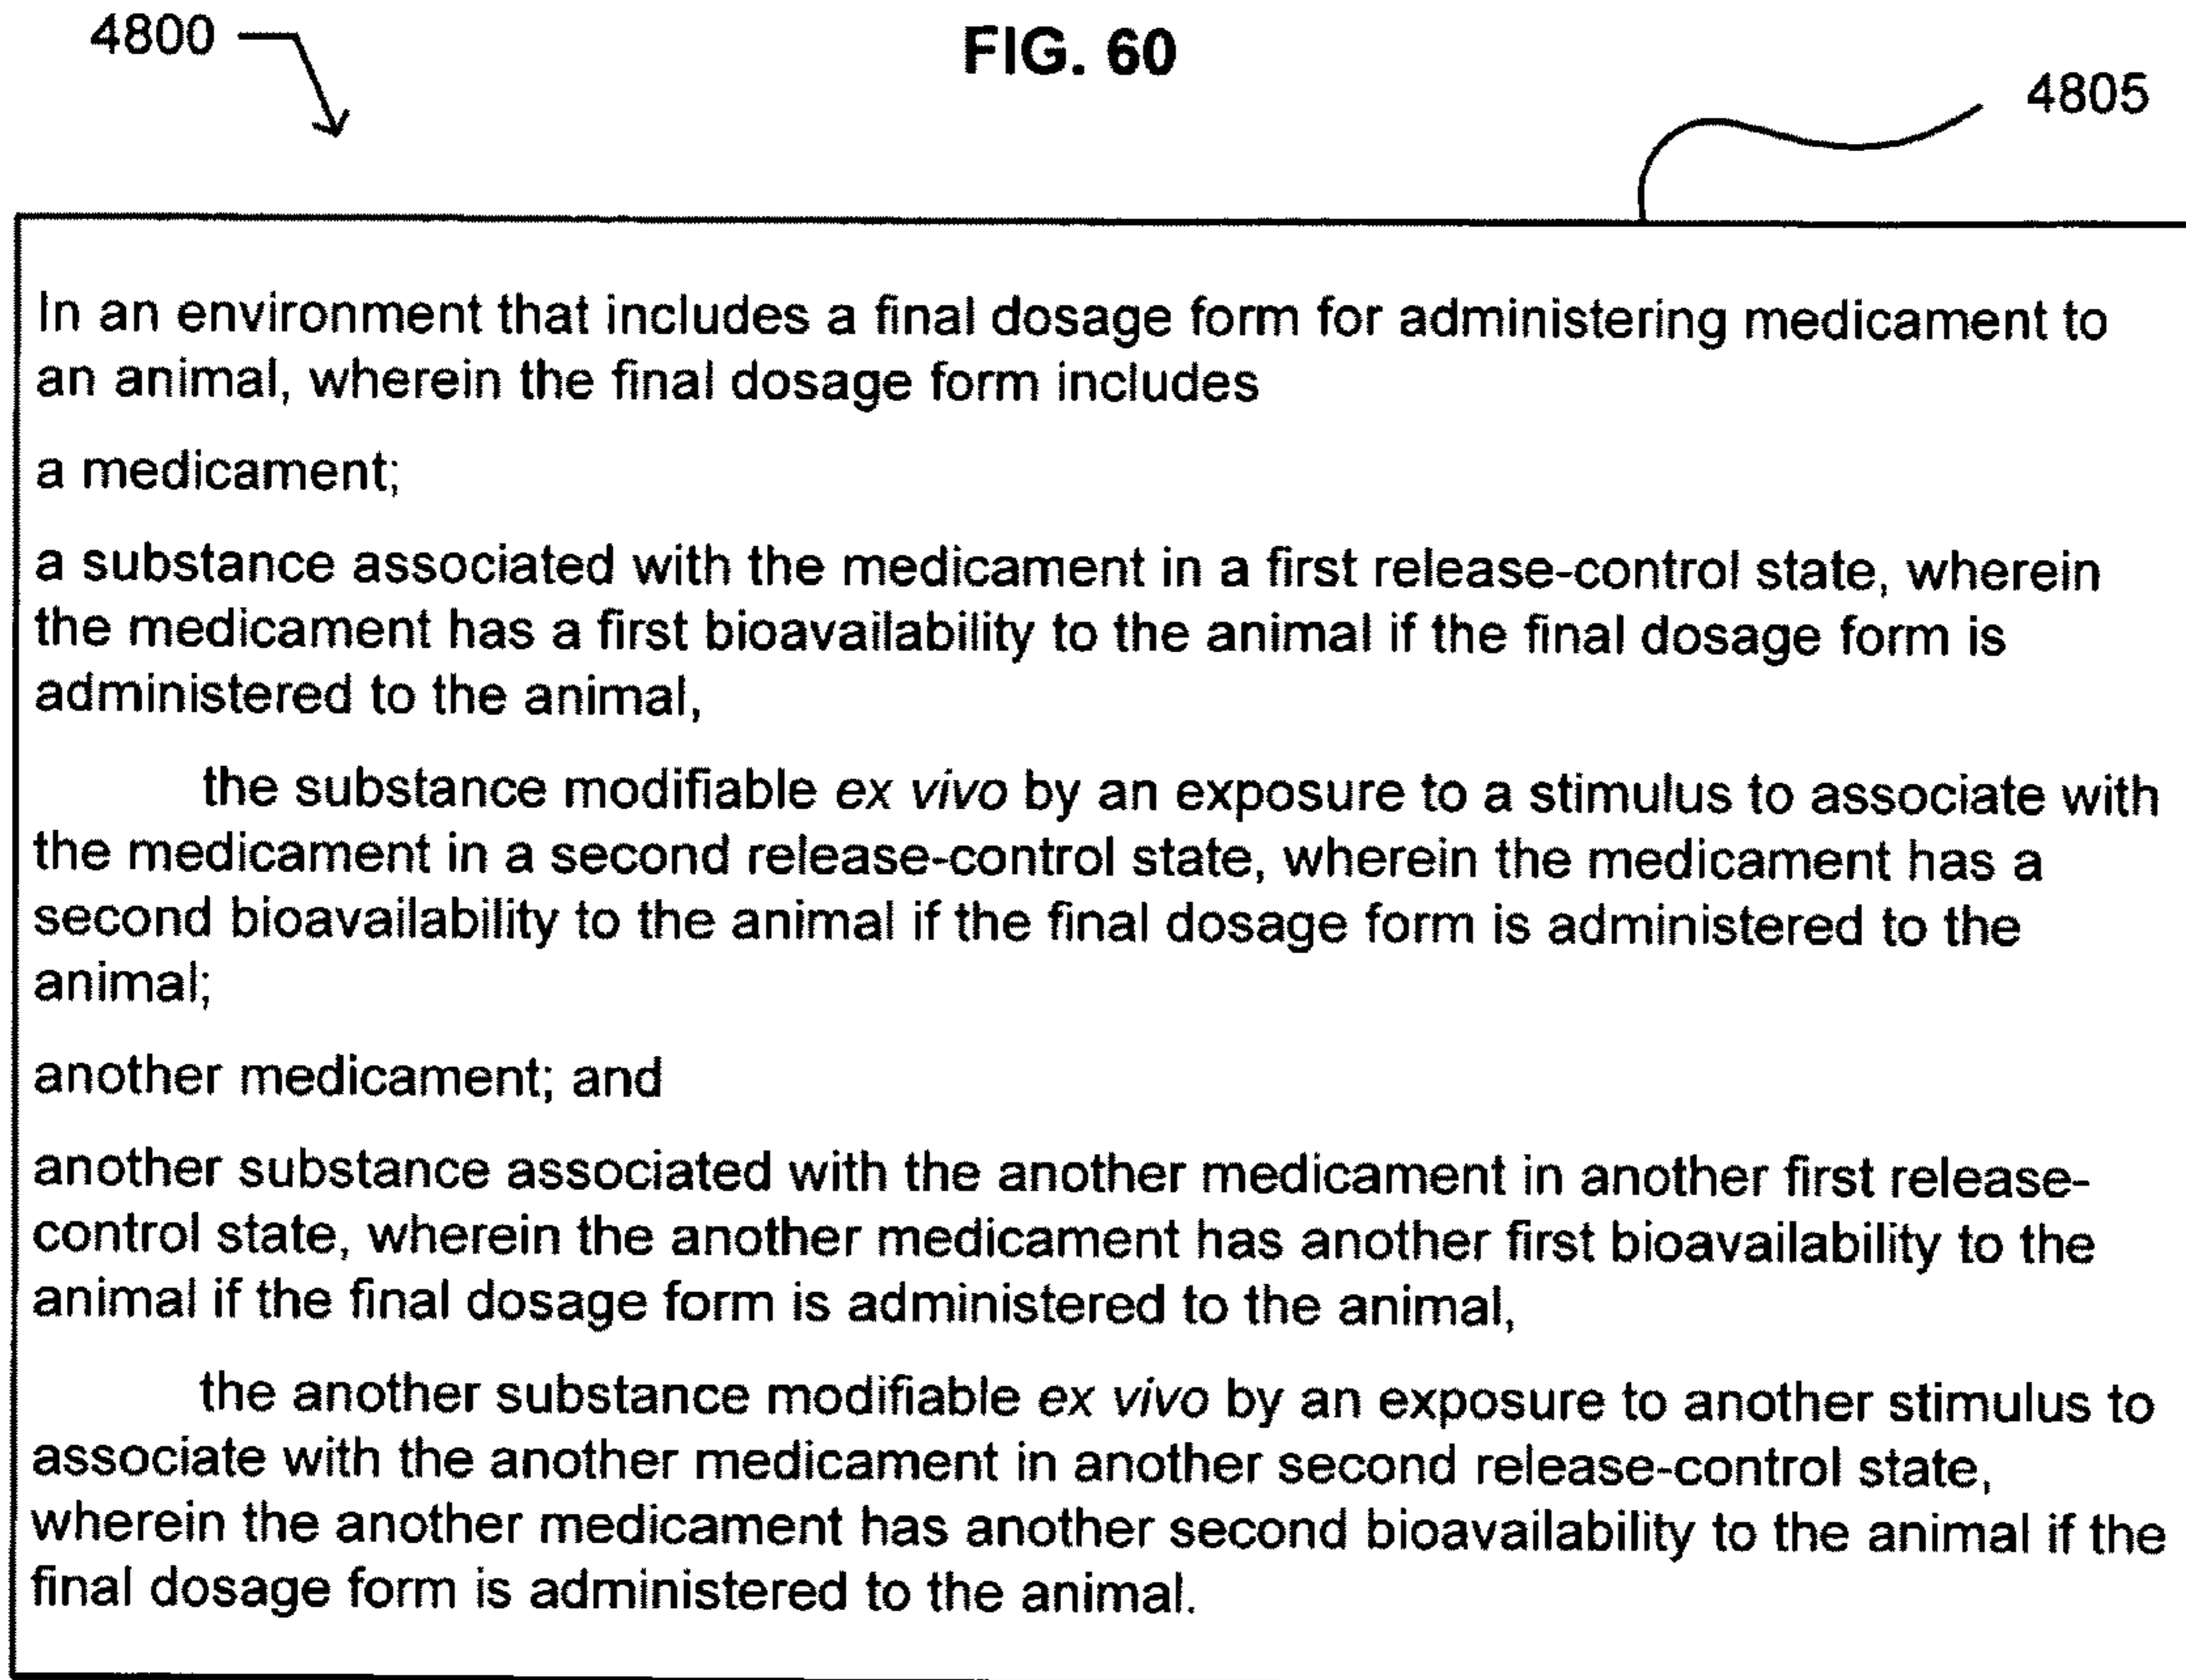 4800
FIG. 60
4805
In an environment that includes a final dosage form for administering medicament to
an animal, wherein the final dosage form includes
a medicament;
a substance associated with the medicament in a first release-control state, wherein
the medicament has a first bioavailability to the animal if the final dosage form is
administered to the animal,
the substance modifiable ex vivo by an exposure to a stimulus to associate with
the medicament in a second release-control state, wherein the medicament has a
second bioavailability to the animal if the final dosage form is administered to the
animal;
another medicament; and
another substance associated with the another medicament in another first release-
control state, wherein the another medicament has another first bioavailability to the
animal if the final dosage form is administered to the animal,
the another substance modifiable ex vivo by an exposure to another stimulus to
associate with the another medicament in another second release-control state,
wherein the another medicament has another second bioavailability to the animal if the
final dosage form is administered to the animal.